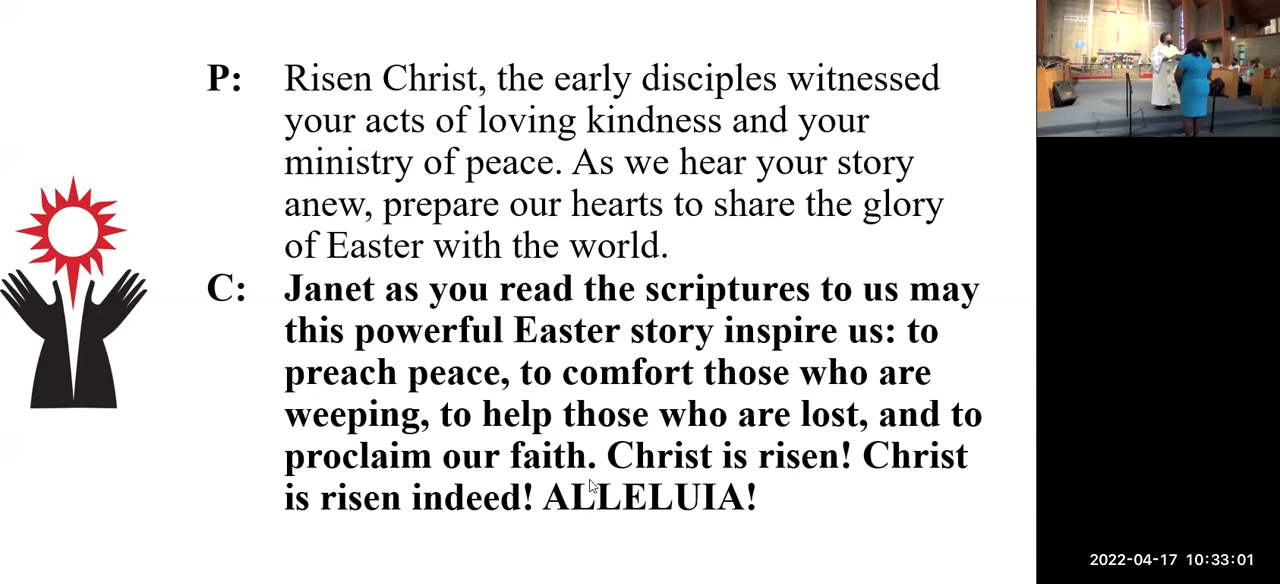 P: Risen Christ, the early disciples witnessed
your acts of loving kindness and your
ministry of peace. As we hear your story
anew, prepare our hearts to share the glory
of Easter with the world.
C: Janet as you read the scriptures to us may
this powerful Easter story inspire us: to
preach peace, to comfort those who are
weeping, to help those who are lost, and to
proclaim our faith. Christ is risen! Christ
is risen indeed! ALLELUIA!
2022-04-17 10:33:01